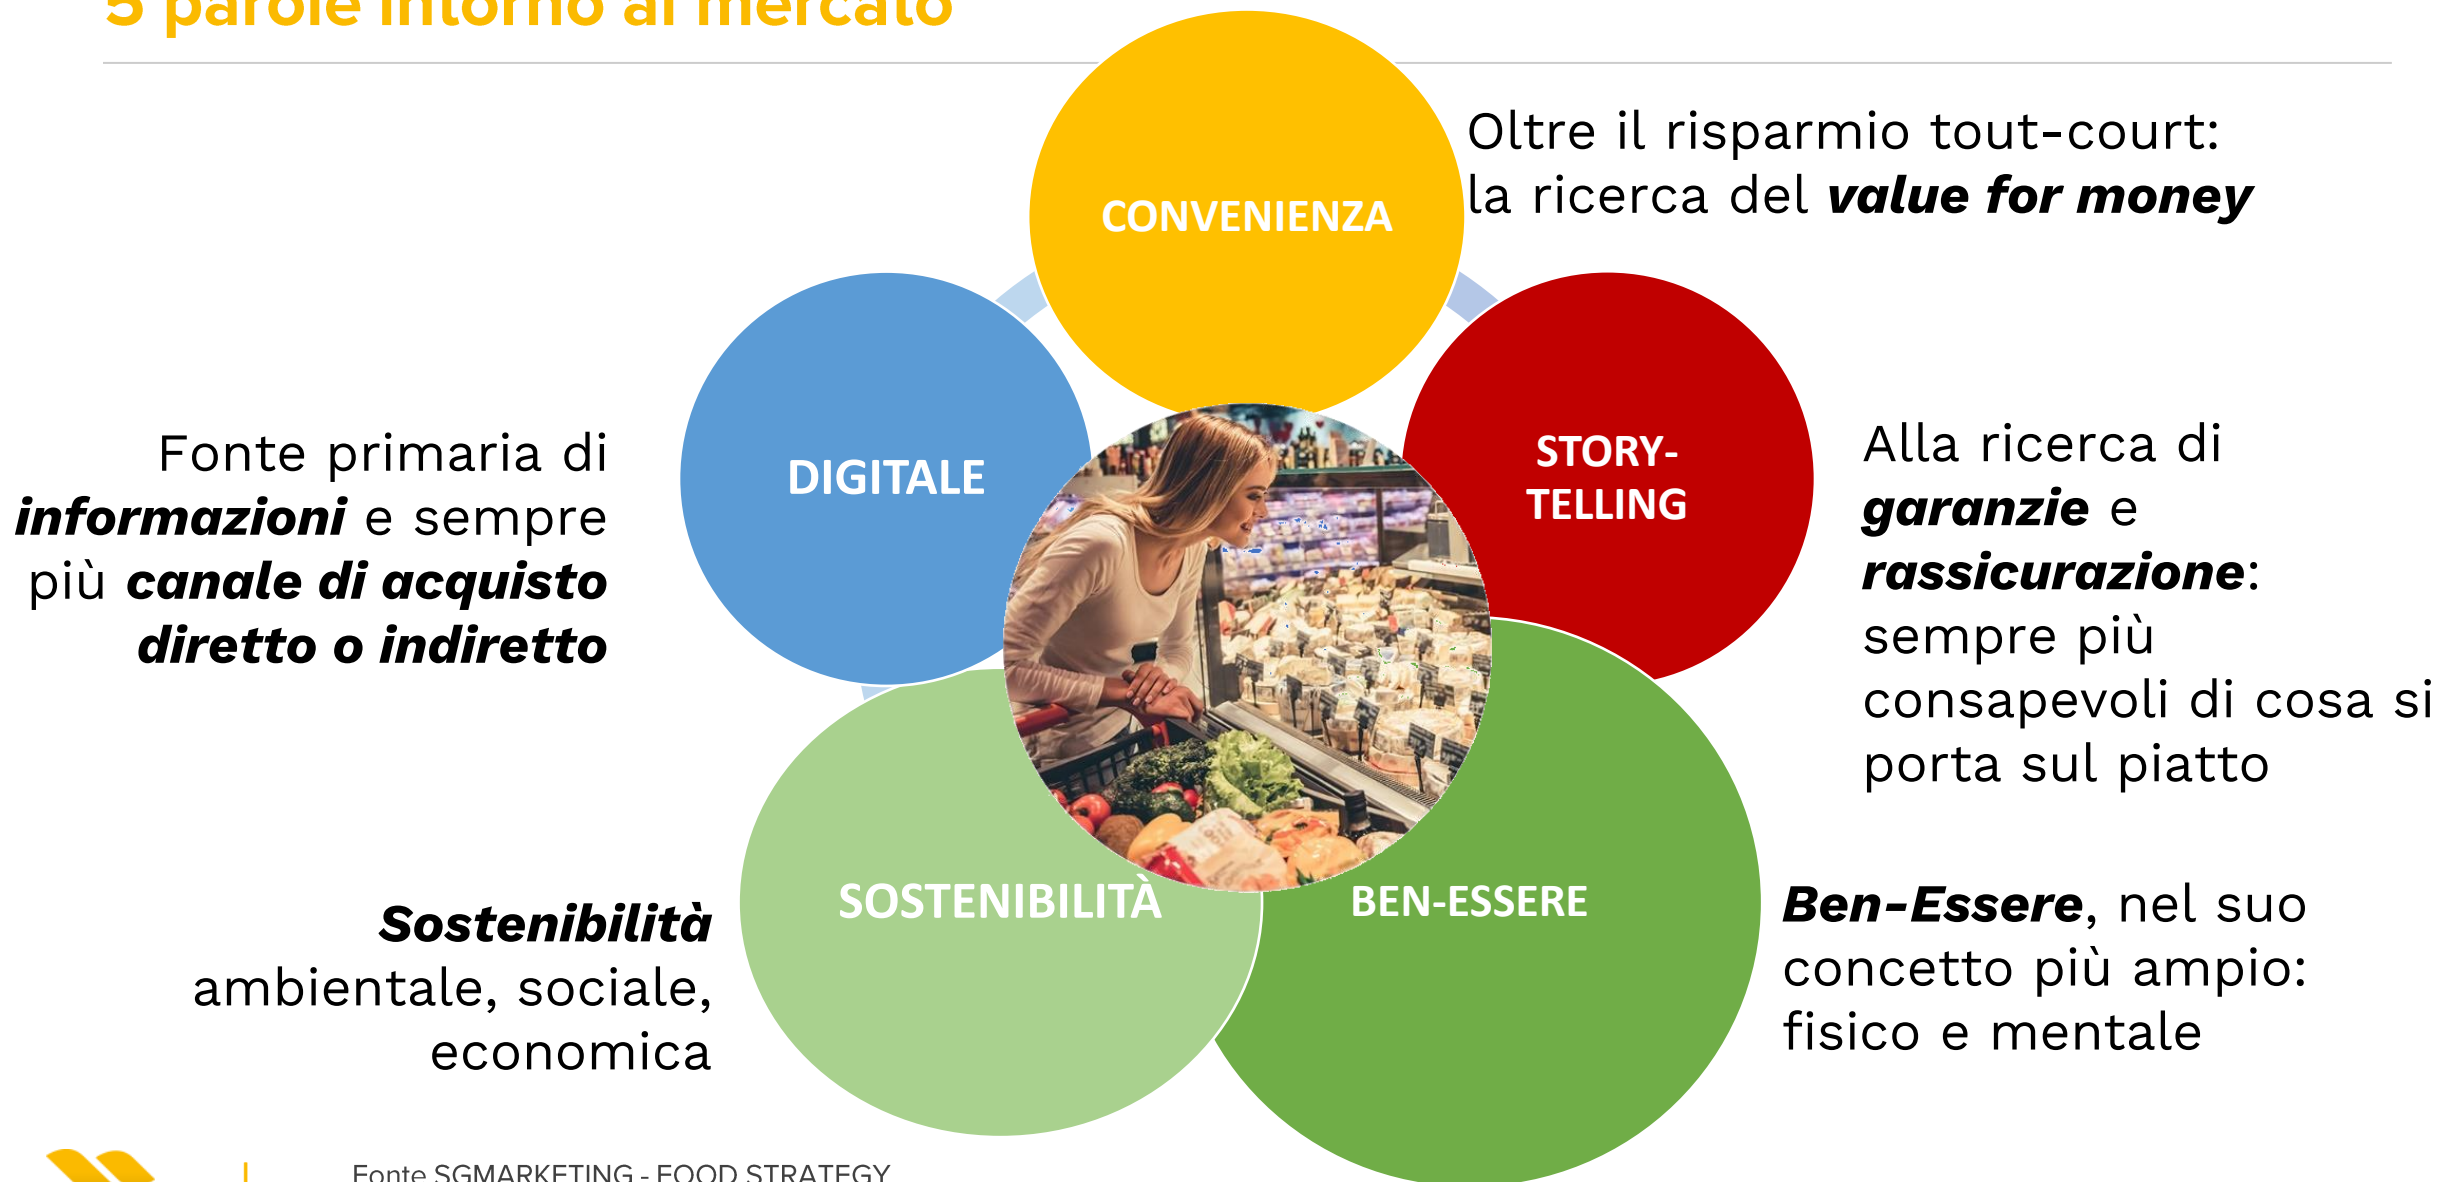 5 parole intorno al mercato
CONVENIENZA
Oltre il risparmio tout-court:
la ricerca del value for money
STORY-
TELLING
Alla ricerca di
garanzie e
rassicurazione:
sempre più
consapevoli di cosa si
porta sul piatto
BEN-ESSERE
Ben-Essere, nel suo
concetto più ampio:
fisico e mentale
SOSTENIBILITÀ
Sostenibilità
ambientale, sociale,
economica
DIGITALE
Fonte primaria di
informazioni e sempre
più canale di acquisto
diretto o indiretto
Fonte SGMARKETING - FOOD STRATEGY